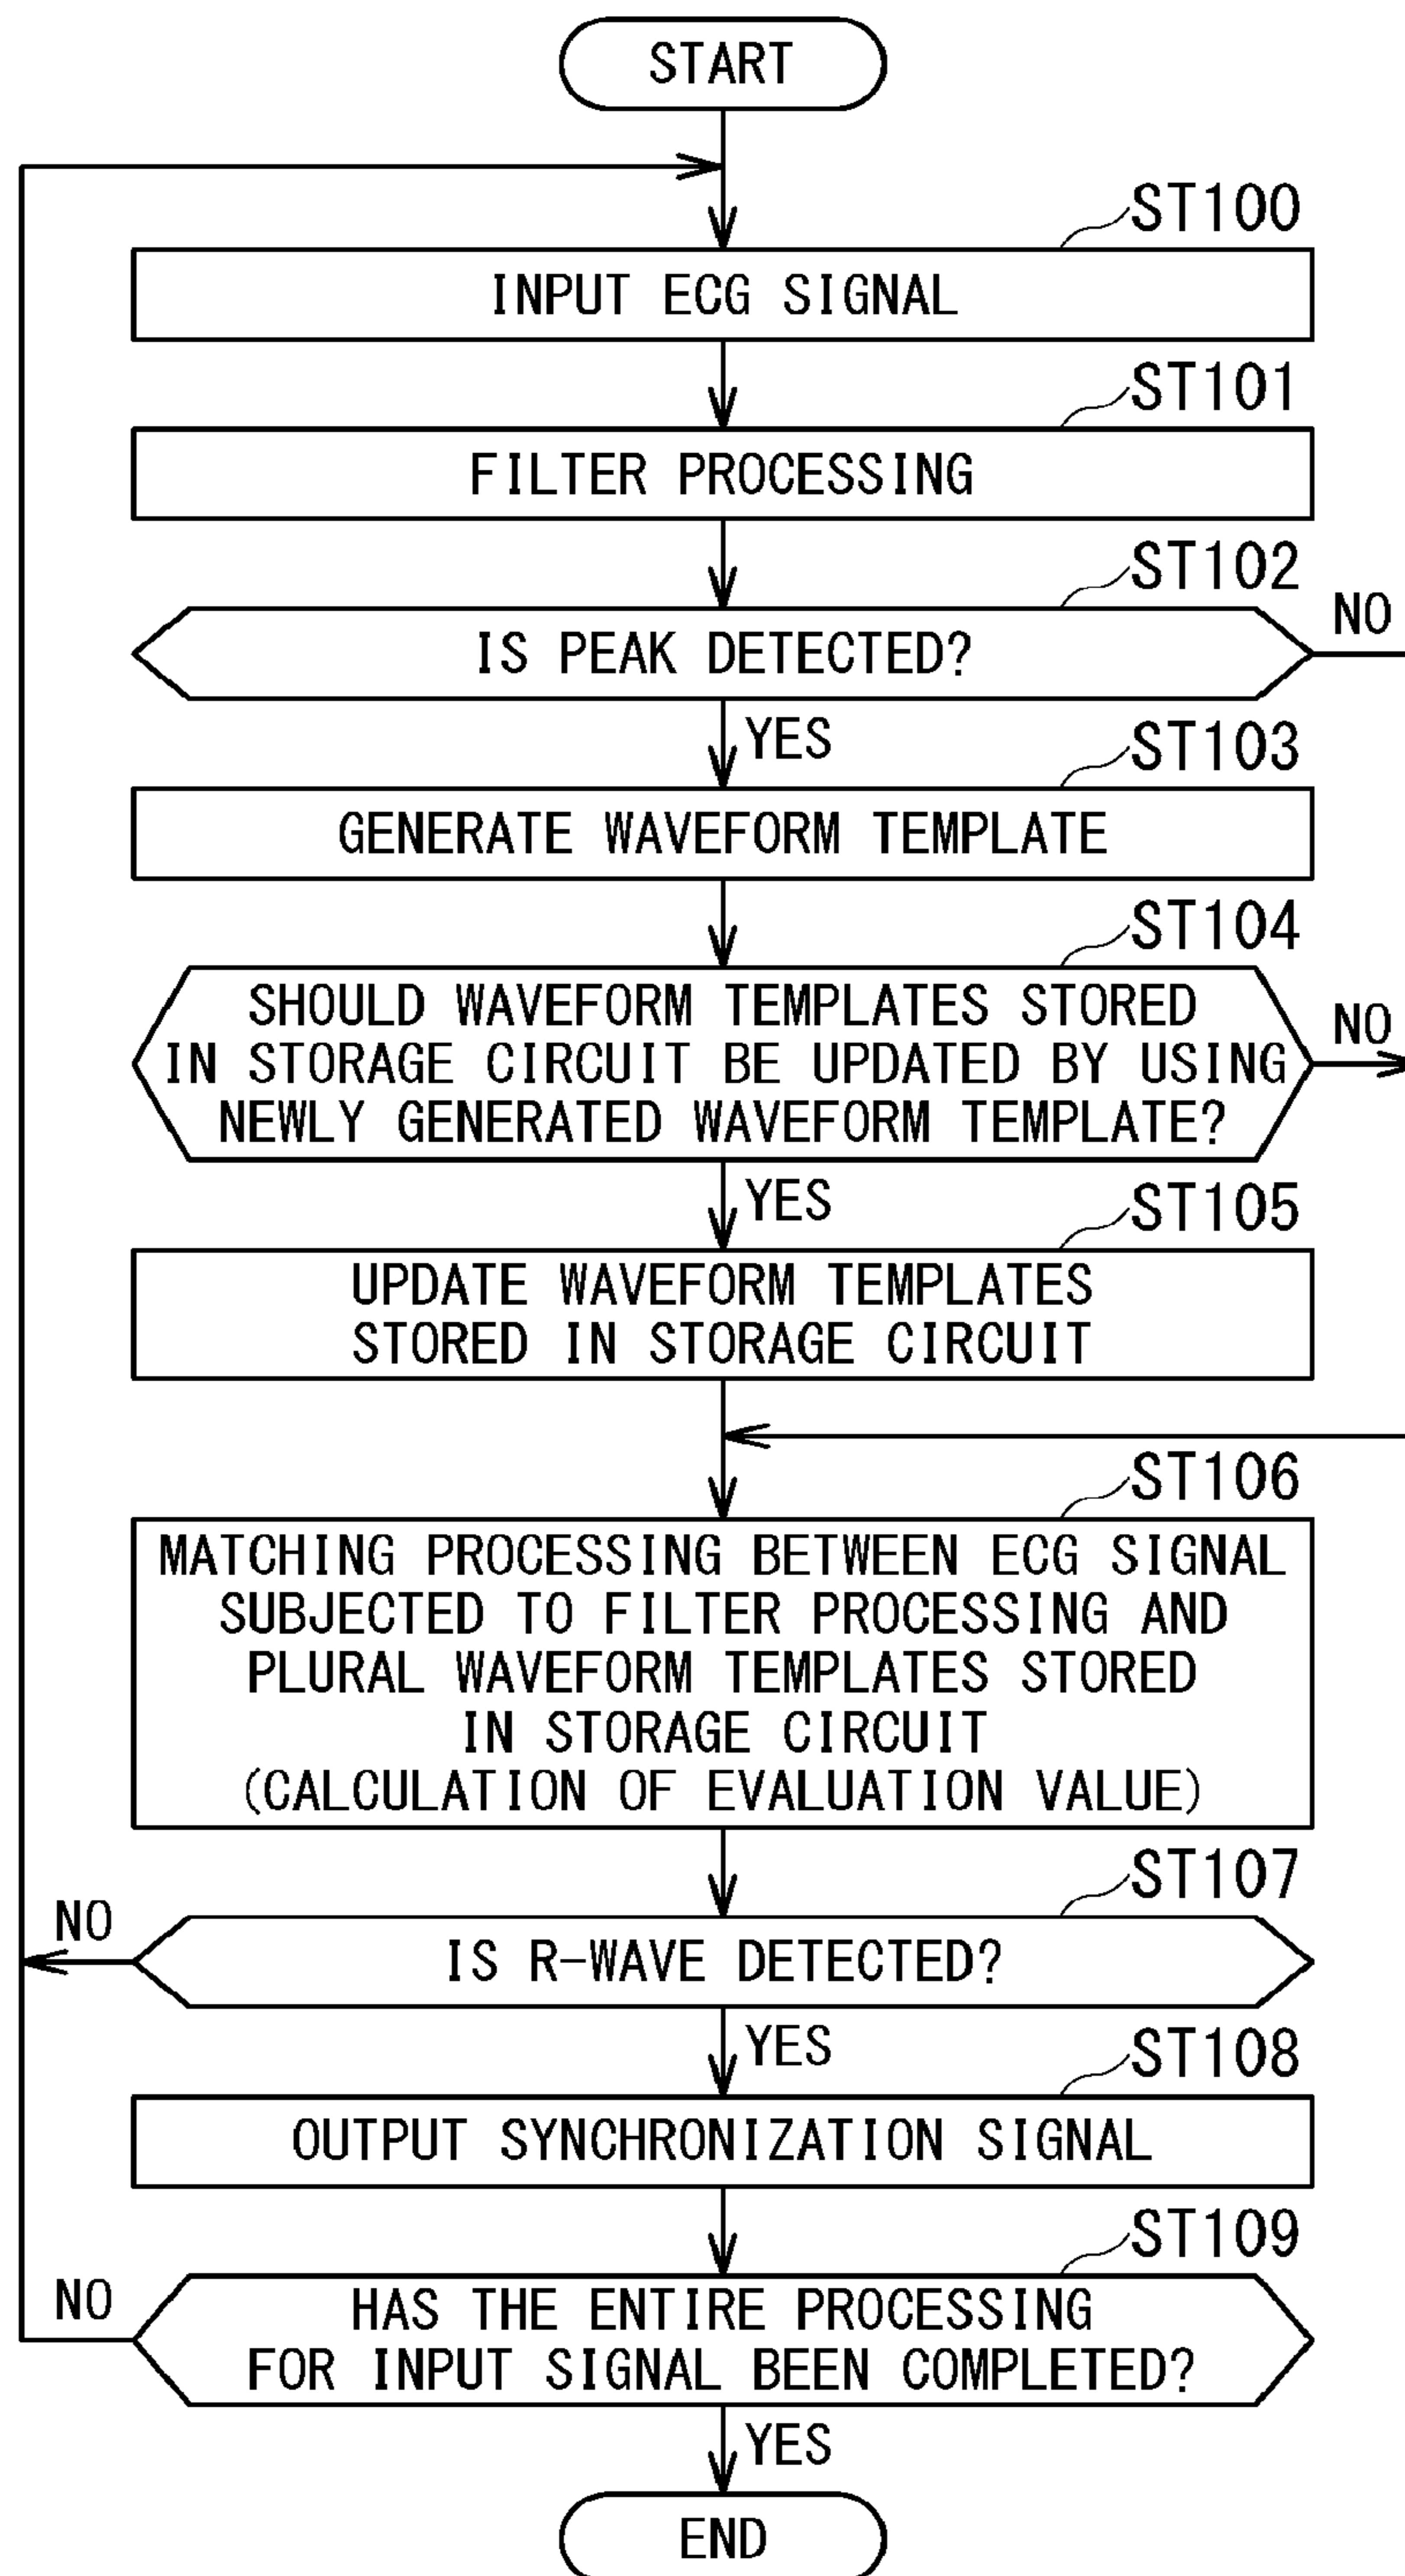 START
ST100
INPUT ECG SIGNAL
ST101
FILTER PROCESSING
ST102
IS PEAK DETECTED?
NO
YES
ST103
GENERATE WAVEFORM TEMPLATE
ST104
SHOULD WAVEFORM TEMPLATES STORED
IN STORAGE CIRCUIT BE UPDATED BY USING
NEWLY GENERATED WAVEFORM TEMPLATE?
NO
YES
ST105
UPDATE WAVEFORM TEMPLATES
STORED IN STORAGE CIRCUIT
ST106
MATCHING PROCESSING BETWEEN ECG SIGNAL
SUBJECTED TO FILTER PROCESSING AND
PLURAL WAVEFORM TEMPLATES STORED
IN STORAGE CIRCUIT
(CALCULATION OF EVALUATION VALUE)
ST107
NO
IS R-WAVE DETECTED?
YES
ST108
OUTPUT SYNCHRONIZATION SIGNAL
ST109
NO
HAS THE ENTIRE PROCESSING
FOR INPUT SIGNAL BEEN COMPLETED?
YES
END